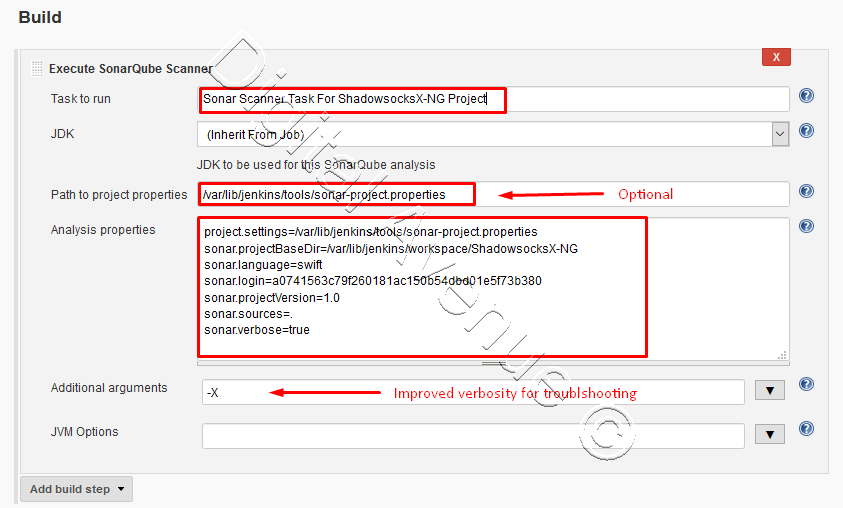 Build
Execute SonarQube Scanner
X
Task to run
Sonar Scanner Task For ShadowsocksX-NG Project
JDK
(Inherit From Job)
JDK to be used for this SonarQube analysis
Path to project properties
/var/lib/jenkins/tools/sonar-project.properties
Optional
Analysis properties
project.settings=/var/lib/jenkins/tools/sonar-project.properties
sonar.projectBaseDir=/var/lib/jenkins/workspace/ShadowsocksX-NG
sonar.language=swift
sonar.login=a0741563c79f260181ac150b54dbd01e5f73b380
sonar.projectVersion=1.0
sonar.sources=.
sonar.verbose=true
Additional arguments
-X
Improved verbosity for troublshooting
JVM Options
Add build step
DigitalAvenue ©